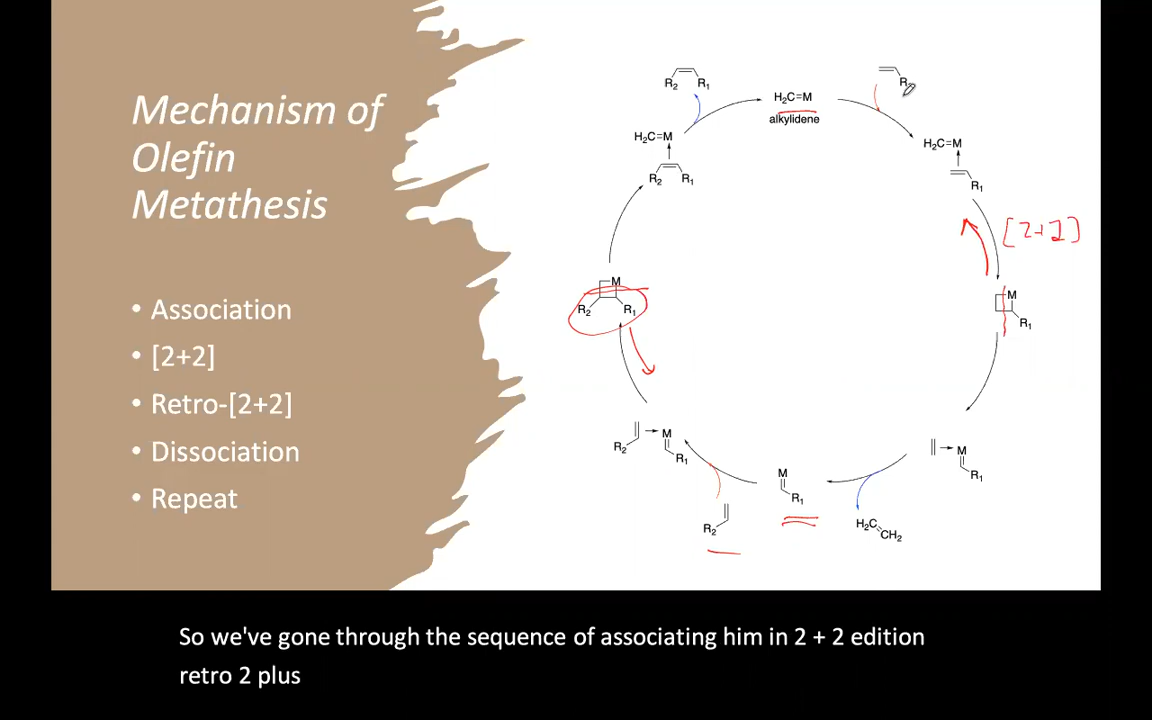 Mechanism of
Olefin
Metathesis
• Association
• [2+2]
• Retro-[2+2]
• Dissociation
• Repeat
R2 R1
H2C=M
alkylidene
H2C=M
R2 R1
H2C=M
R1
[2+2]
M
R2 R1
M
R1
R2 M
R1
M
R1
M
R1
R2
H2C
CH2
So we've gone through the sequence of associating him in 2 + 2 edition
retro 2 plus